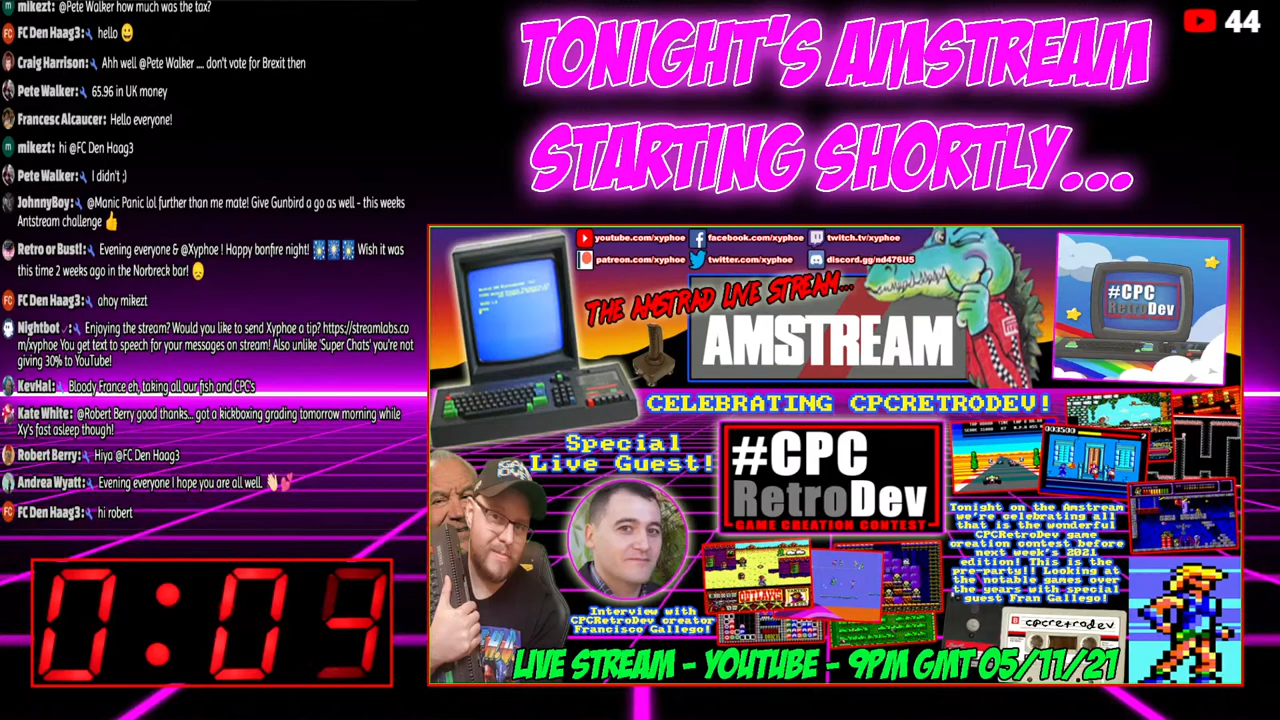 mikezt: @Pete Walker how much was the tax?
FC Den Haag3: hello
Craig Harrison: Ahh well @Pete Walker .... don't vote for Brexit then
Pete Walker: 65.96 in UK money
Francesc Alcaucer: Hello everyone!
mikezt: hi @FC Den Haag3
Pete Walker: I didn't ;)
JohnnyBoy: @Manic Panic lol further than me mate! Give Gunbird a go as well - this weeks
Antstream challenge 👍
Retro or Bust!: Evening everyone & @Xyphoe ! Happy bonfire night! Wish it was
this time 2 weeks ago in the Norbreck bar!
FC Den Haag3: ahoy mikezt
Nightbot: Enjoying the stream? Would you like to send Xyphoe a tip? https://streamlabs.co
m/xyphoe You get text to speech for your messages on stream! Also unlike 'Super Chats' you're not
giving 30% to YouTube!
KevHal: Bloody France eh, taking all our fish and CPC's
Kate White: @Robert Berry good thanks... got a kickboxing grading tomorrow morning while
Xy's fast asleep though!
Robert Berry: Hiya @FC Den Haag3
Andrea Wyatt: Evening everyone I hope you are all well.
FC Den Haag3: hi robert
0:09
TONIGHT'S AMSTREAM
STARTING SHORTLY...
44
youtube.com/xyphoe facebook.com/xyphoe twitch.tv/xyphoe
patreon.com/xyphoe twitter.com/xyphoe discord.gg/nd476U5
THE AMSTRAD LIVE STREAM...
AMSTREAM
#CPC
RetroDev
CELEBRATING CPCRETRODEV!
Special
Live Guest!
#CPC
RetroDev
GAME CREATION CONTEST
Interview with
CPCRetroDev creator
Francisco Gallego!
OUTLAWS
Tonight on the Amstream
we're celebrating all
that is the wonderful
CPCRetroDev game
creation contest before
next week's 2021
edition! This is the
pre-party!! Looking at
the notable games over
the years with special
guest Fran Gallego!
cpcretrodev
LIVE STREAM - YOUTUBE - 9PM GMT 05/11/21